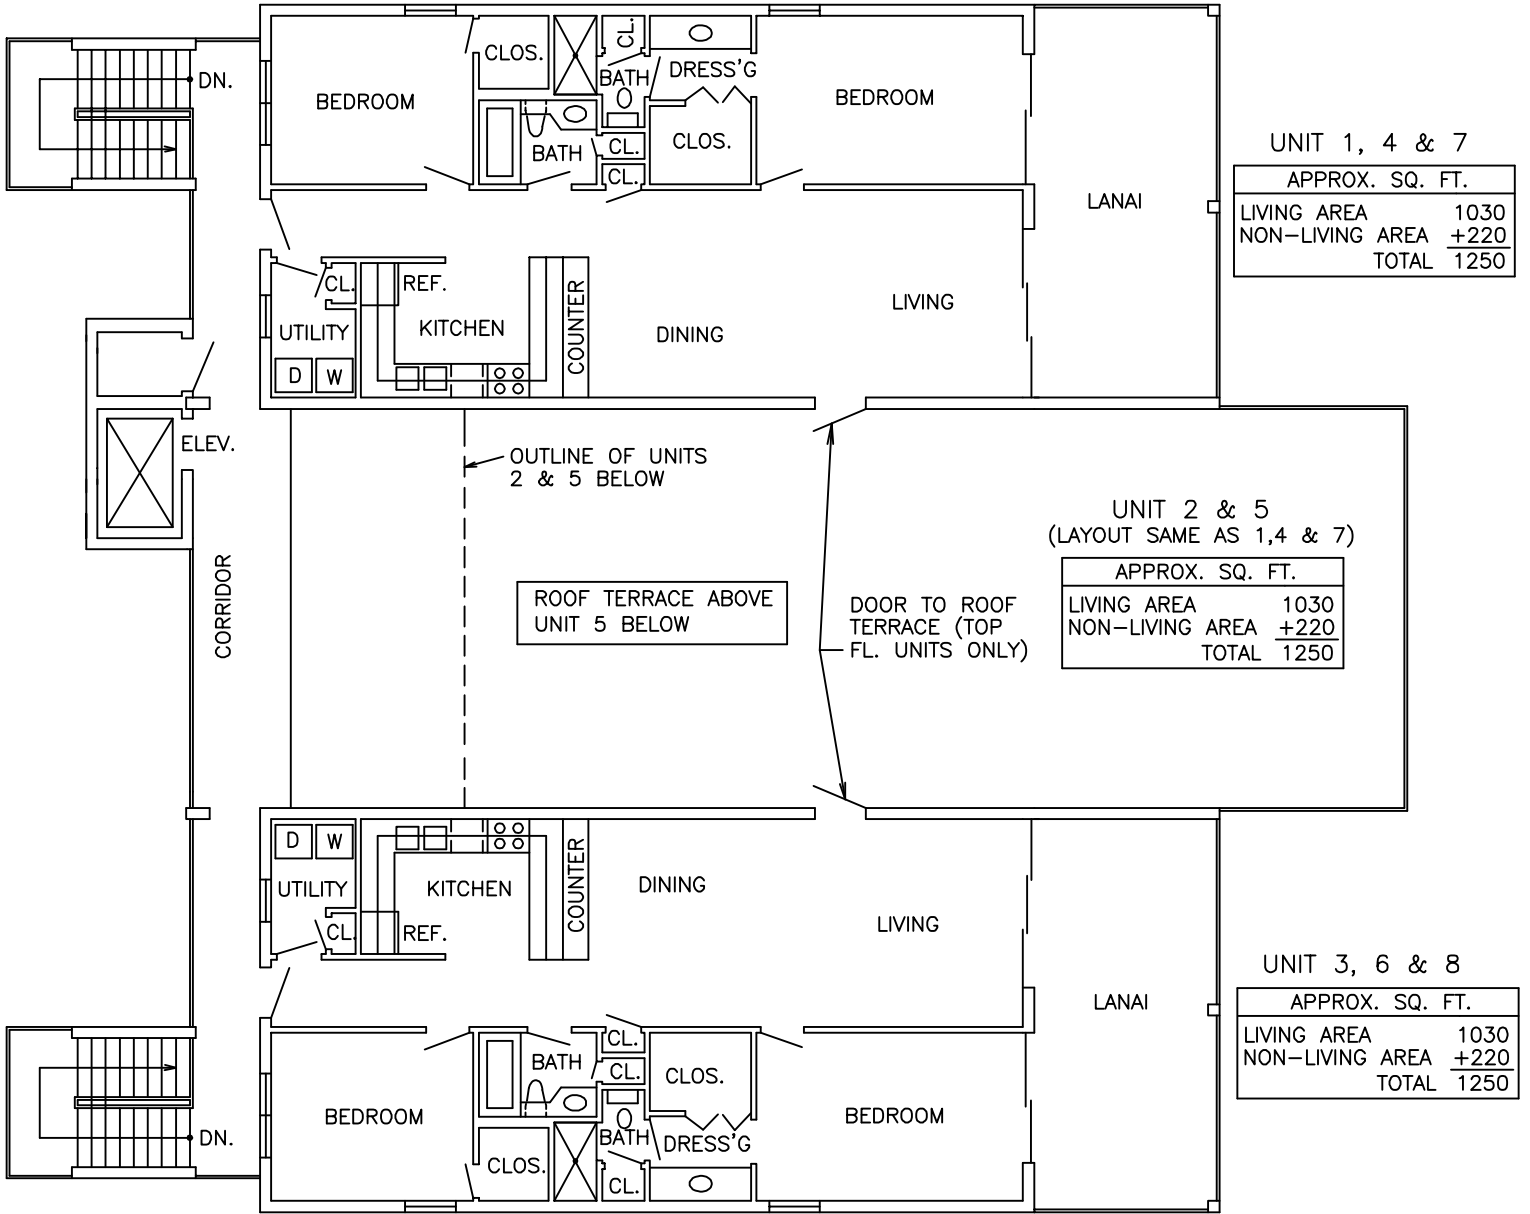 DN.
BEDROOM
CLOS.
CL.
BATH
DRESS'G
BEDROOM
BATH
CL.
CLOS.
CL.
LANAI
UNIT 1, 4 & 7
APPROX. SQ. FT.
LIVING AREA 1030
NON-LIVING AREA +220
TOTAL 1250
CL.
REF.
UTILITY
KITCHEN
COUNTER
DINING
LIVING
D
W
ELEV.
OUTLINE OF UNITS
2 & 5 BELOW
UNIT 2 & 5
(LAYOUT SAME AS 1,4 & 7)
APPROX. SQ. FT.
LIVING AREA 1030
NON-LIVING AREA +220
TOTAL 1250
CORRIDOR
ROOF TERRACE ABOVE
UNIT 5 BELOW
DOOR TO ROOF
TERRACE (TOP
FL. UNITS ONLY)
D
W
UTILITY
KITCHEN
COUNTER
DINING
LIVING
CL.
REF.
LANAI
UNIT 3, 6 & 8
APPROX. SQ. FT.
LIVING AREA 1030
NON-LIVING AREA +220
TOTAL 1250
CL.
BATH
CL.
CLOS.
BEDROOM
BEDROOM
DN.
BATH
DRESS'G
CLOS.
CL.